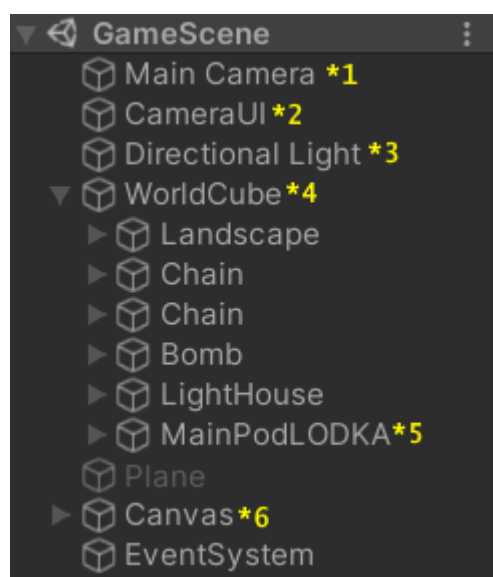 GameScene
Main Camera *1
CameraUI *2
Directional Light *3
WorldCube *4
Landscape
Chain
Chain
Bomb
LightHouse
MainPodLODKA *5
Plane
Canvas *6
EventSystem